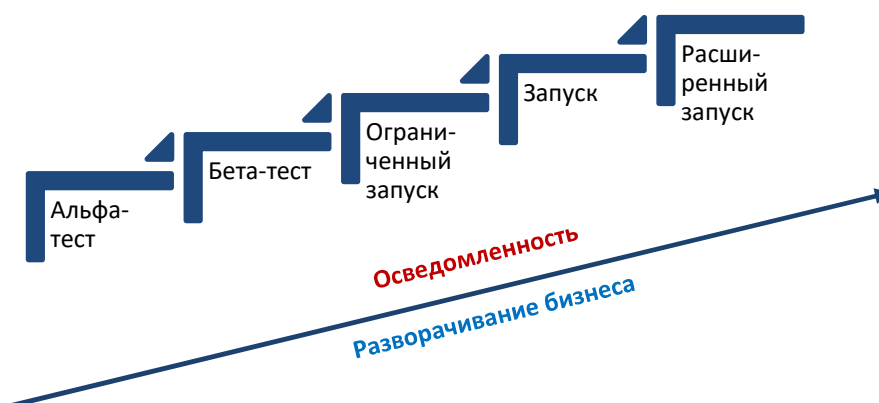 Альфа-
тест
Бета-тест
Ограни-
ченный
запуск
Запуск
Расши-
ренный
запуск
Осведомленность
Разворачивание бизнеса